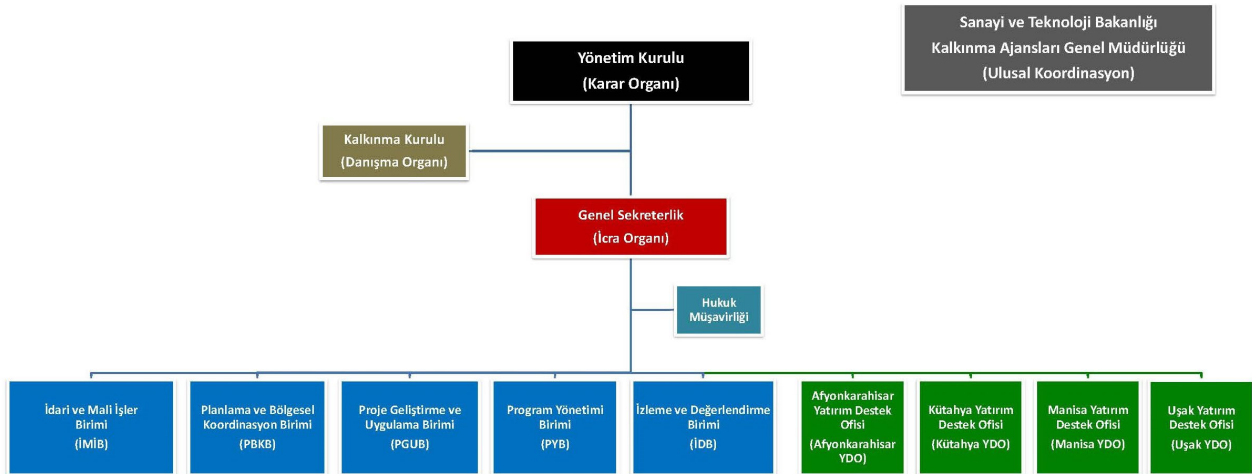 Sanayi ve Teknoloji Bakanlığı
Kalkınma Ajansları Genel Müdürlüğü
(Ulusal Koordinasyon)
Yönetim Kurulu
(Karar Organı)
Kalkınma Kurulu
(Danışma Organı)
Genel Sekreterlik
(İcra Organı)
Hukuk
Müşavirliği
İdari ve Mali İşler
Birimi
(İMİB)
Planlama ve Bölgesel
Koordinasyon Birimi
(PBKB)
Proje Geliştirme ve
Uygulama Birimi
(PGUB)
Program Yönetimi
Birimi
(PYB)
İzleme ve Değerlendirme
Birimi
(İDB)
Afyonkarahisar
Yatırım Destek
Ofisi
(Afyonkarahisar
YDO)
Kütahya Yatırım
Destek Ofisi
(Kütahya YDO)
Manisa Yatırım
Destek Ofisi
(Manisa YDO)
Uşak Yatırım
Destek Ofisi
(Uşak YDO)